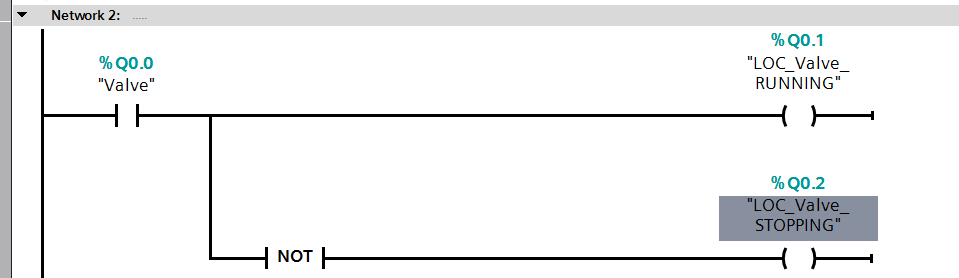 Network 2: .....
%Q0.0
"Valve"
%Q0.1
"LOC_Valve_
RUNNING"
%Q0.2
"LOC_Valve_
STOPPING"
NOT